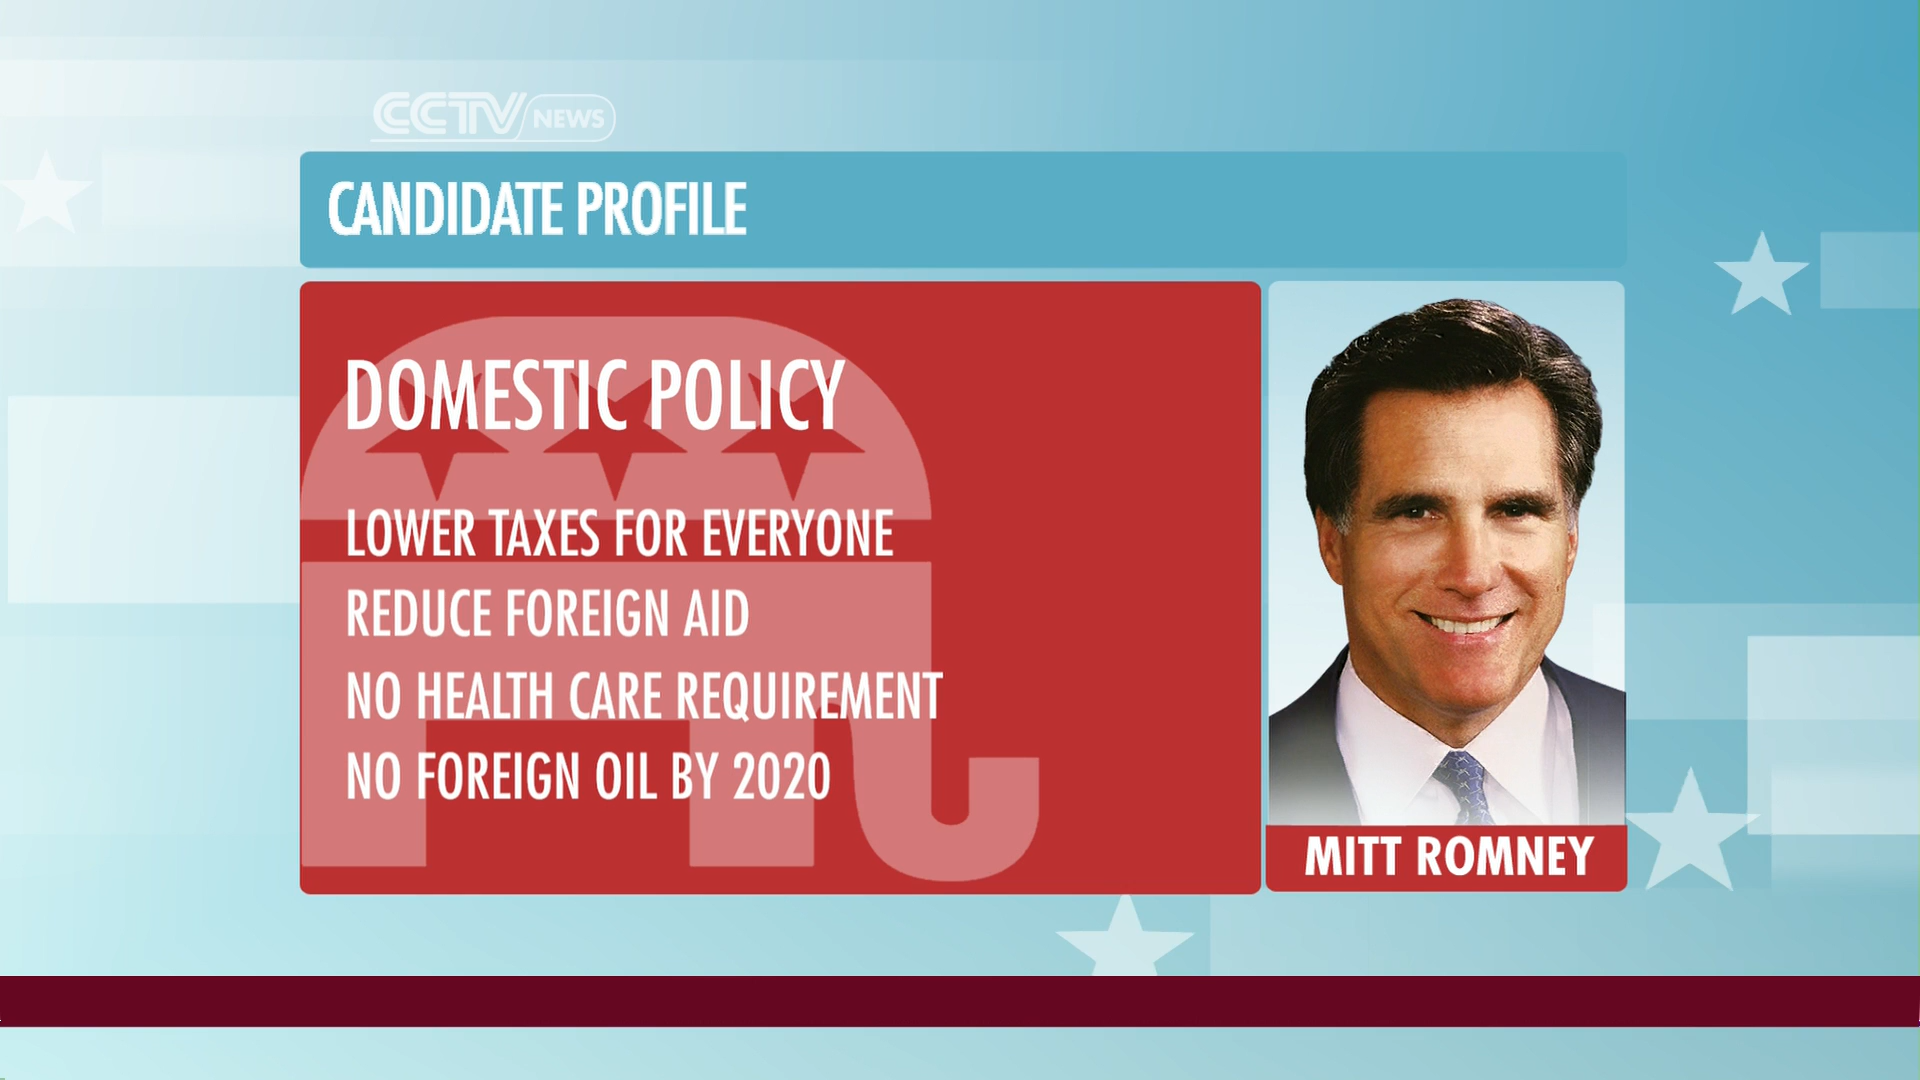 CCTV NEWS
CANDIDATE PROFILE
DOMESTIC POLICY
LOWER TAXES FOR EVERYONE
REDUCE FOREIGN AID
NO HEALTH CARE REQUIREMENT
NO FOREIGN OIL BY 2020
MITT ROMNEY